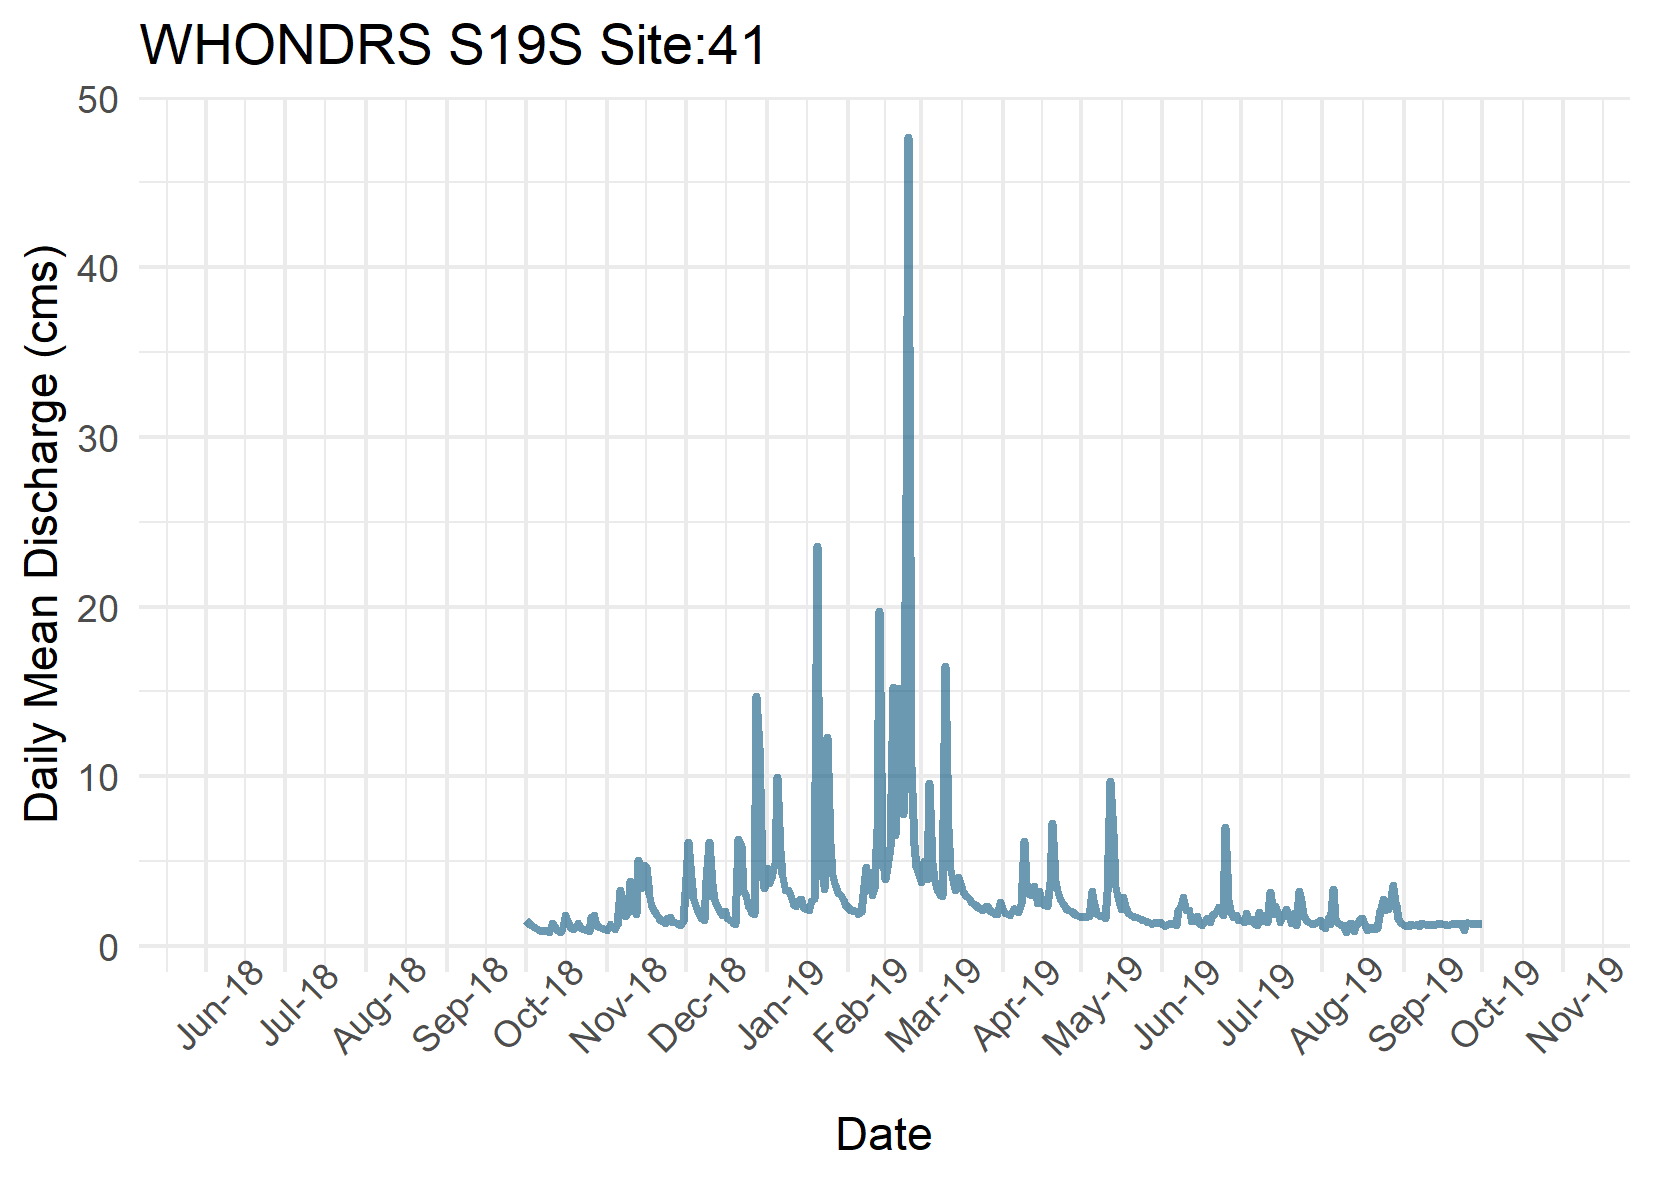 WHONDRS S19S Site:41
Daily Mean Discharge (cms)
50
40
30
20
10
0
Jun-18
Jul-18
Aug-18
Sep-18
Oct-18
Nov-18
Dec-18
Jan-19
Feb-19
Mar-19
Apr-19
May-19
Jun-19
Jul-19
Aug-19
Sep-19
Oct-19
Nov-19
Date